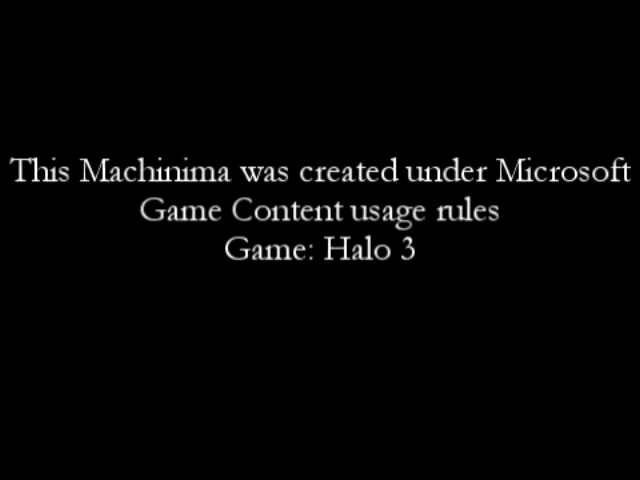 This Machinima was created under Microsoft
Game Content usage rules
Game: Halo 3